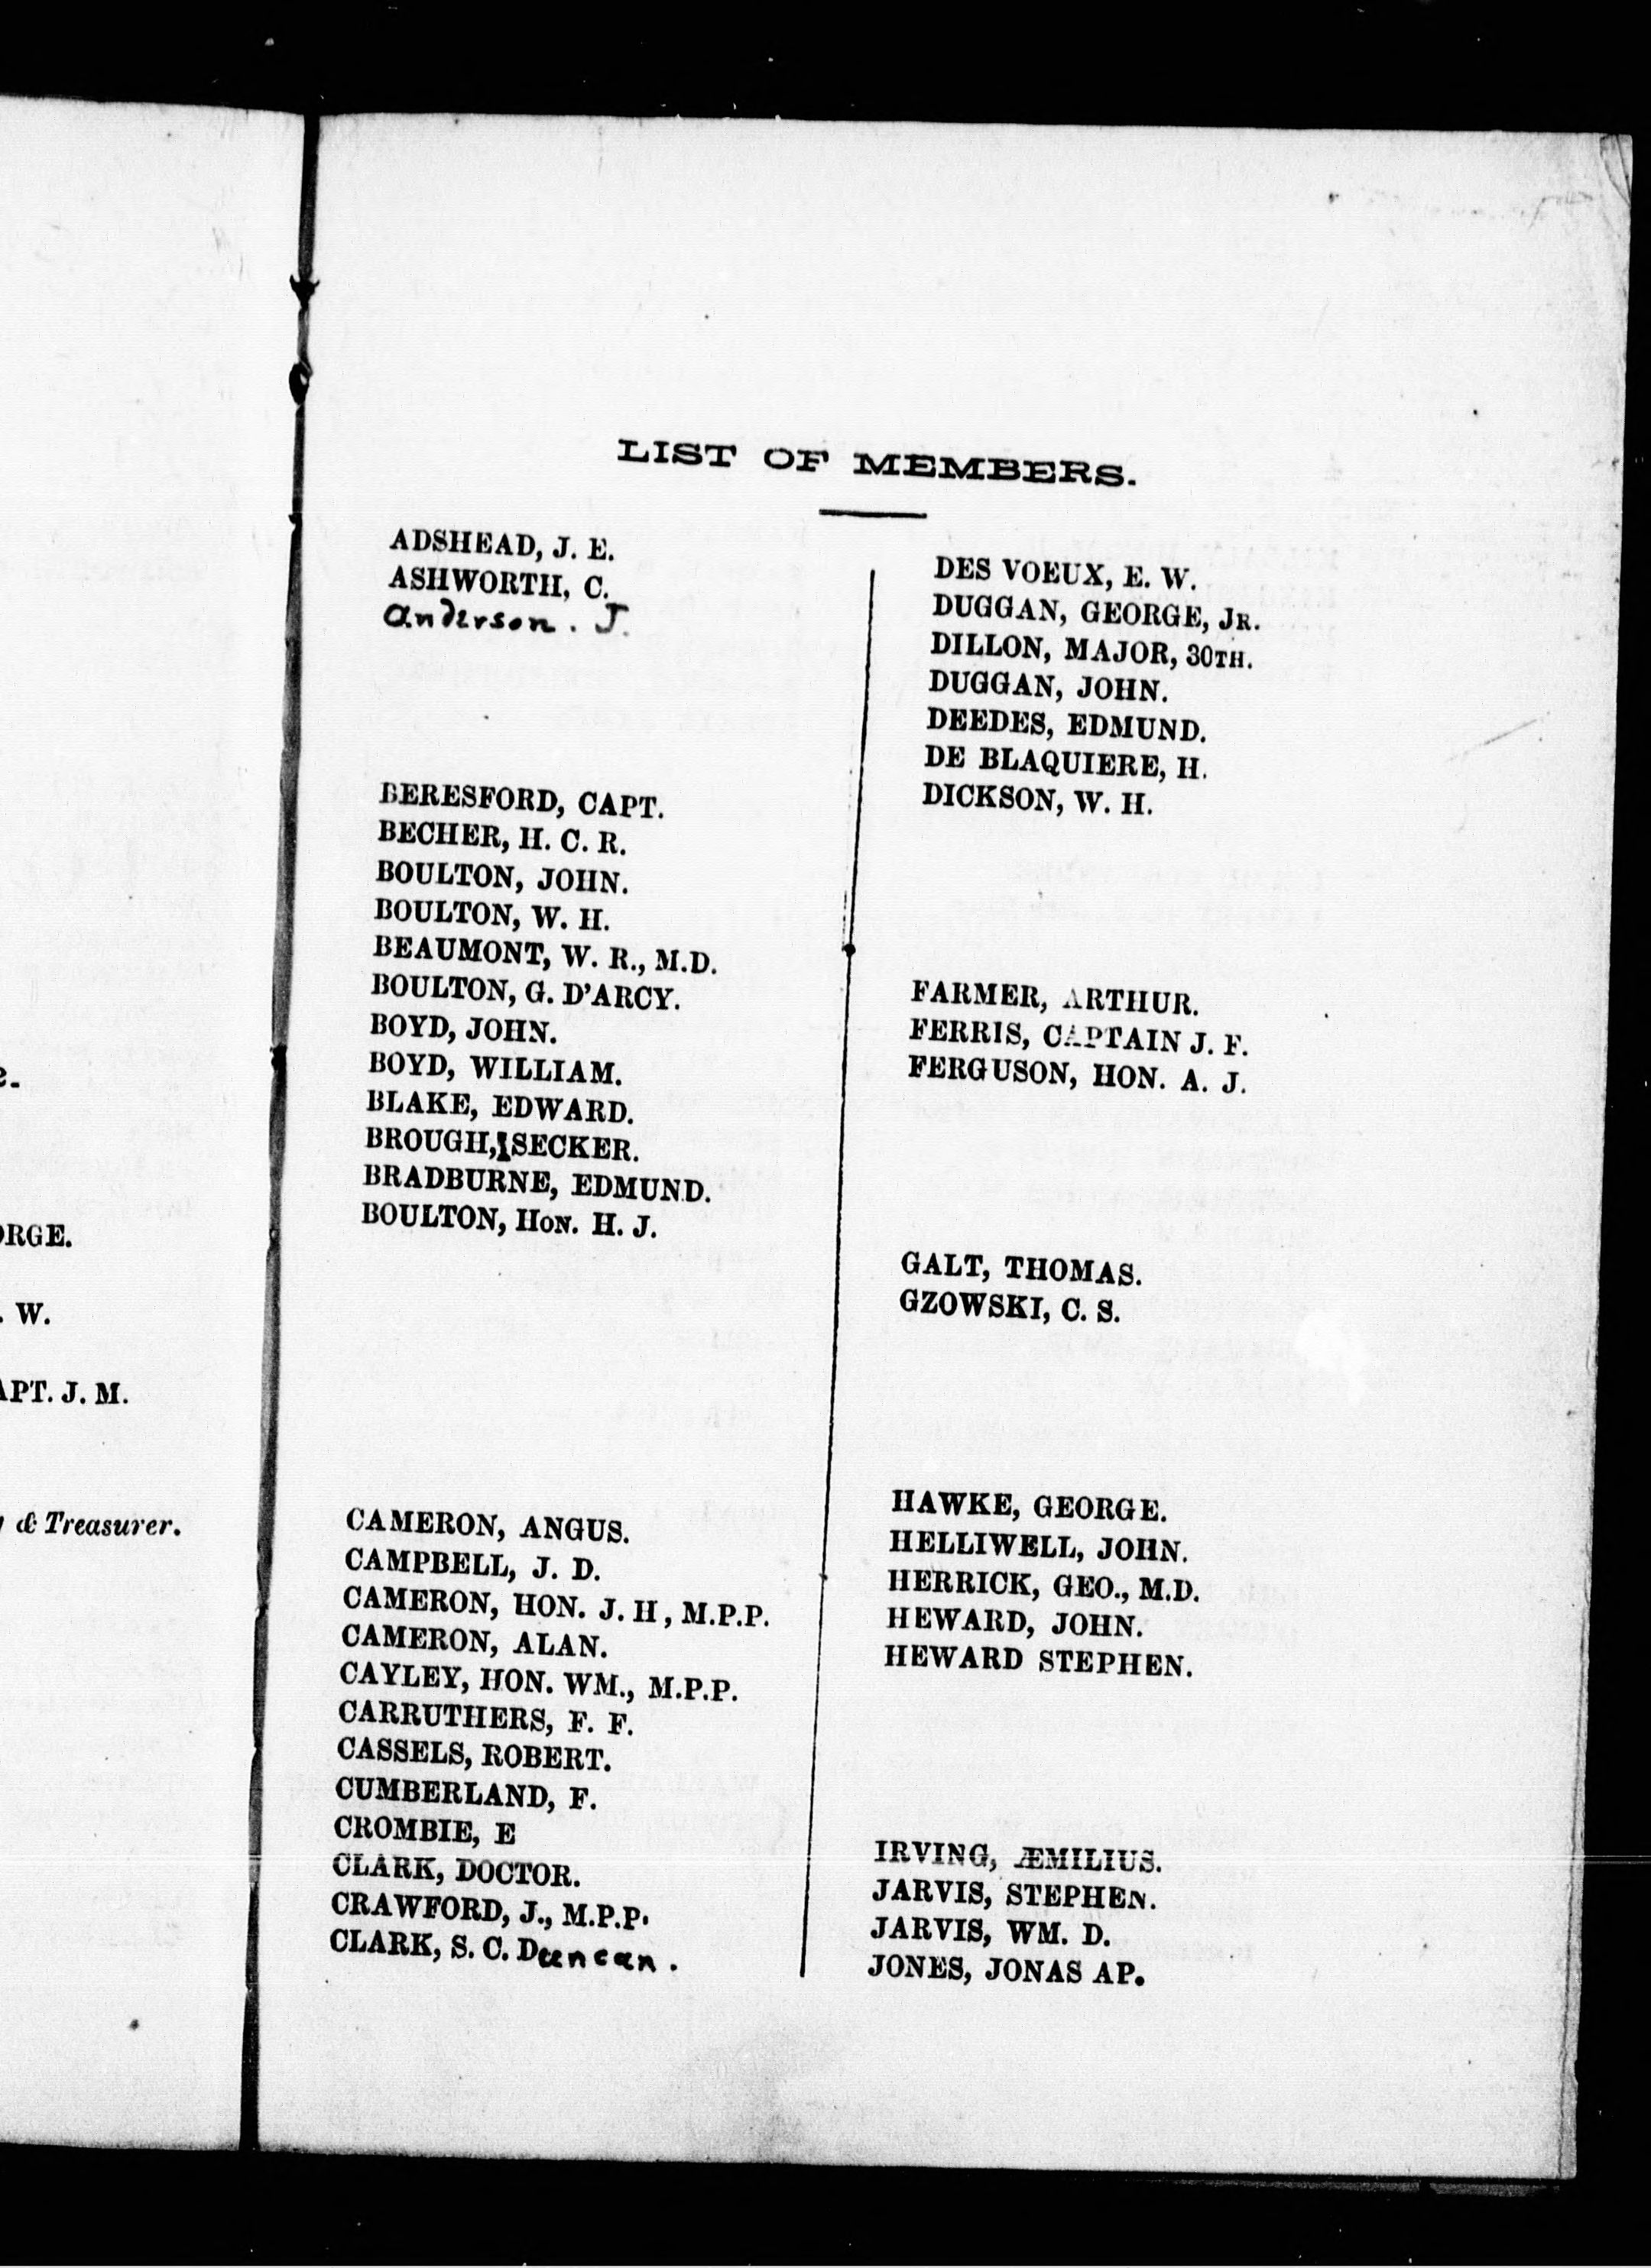 e.
ORGE.
. W.
APT. J. M.
& Treasurer.
LIST OF MEMBERS.
ADSHEAD, J. E.
ASHWORTH, C.
Anderson. J.
BERESFORD, CAPT.
BECHER, H. C. R.
BOULTON, JOHN.
BOULTON, W. H.
BEAUMONT, W. R., M.D.
BOULTON, G. D'ARCY.
BOYD, JOHN.
BOYD, WILLIAM.
BLAKE, EDWARD.
BROUGH, SECKER.
BRADBURNE, EDMUND.
BOULTON, HON. H. J.
CAMERON, ANGUS.
CAMPBELL, J. D.
CAMERON, HON. J. H, M.P.P.
CAMERON, ALAN.
CAYLEY, HON. WM., M.P.P.
CARRUTHERS, F. F.
CASSELS, ROBERT.
CUMBERLAND, F.
CROMBIE, E
CLARK, DOCTOR.
CRAWFORD, J., M.P.P.
CLARK, S. C. Duncan.
DES VOEUX, E. W.
DUGGAN, GEORGE, JR.
DILLON, MAJOR, 30TH.
DUGGAN, JOHN.
DEEDES, EDMUND.
DE BLAQUIERE, H.
DICKSON, W. H.
FARMER, ARTHUR.
FERRIS, CAPTAIN J. F.
FERGUSON, HON. A. J.
GALT, THOMAS.
GZOWSKI, C. S.
HAWKE, GEORGE.
HELLIWELL, JOHN.
HERRICK, GEO., M.D.
HEWARD, JOHN.
HEWARD STEPHEN.
IRVING, ÆMILIUS.
JARVIS, STEPHEN.
JARVIS, WM. D.
JONES, JONAS AP.